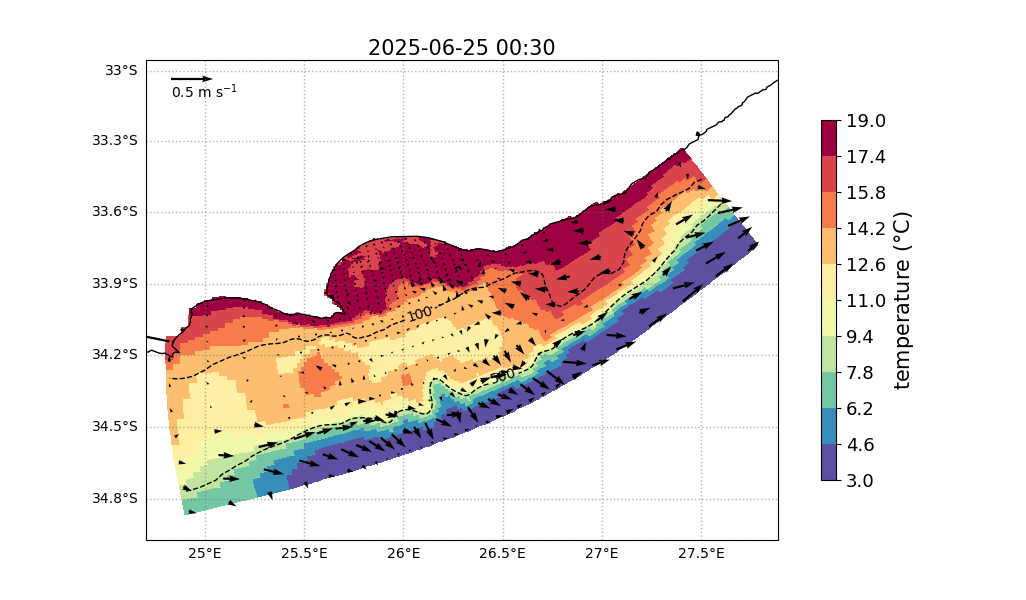 2025-06-25 00:30
0.5 m s⁻¹
33°S
33.3°S
33.6°S
33.9°S
34.2°S
34.5°S
34.8°S
25°E
25.5°E
26°E
26.5°E
27°E
27.5°E
100
500
19.0
17.4
15.8
14.2
12.6
11.0
9.4
7.8
6.2
4.6
3.0
temperature (°C)